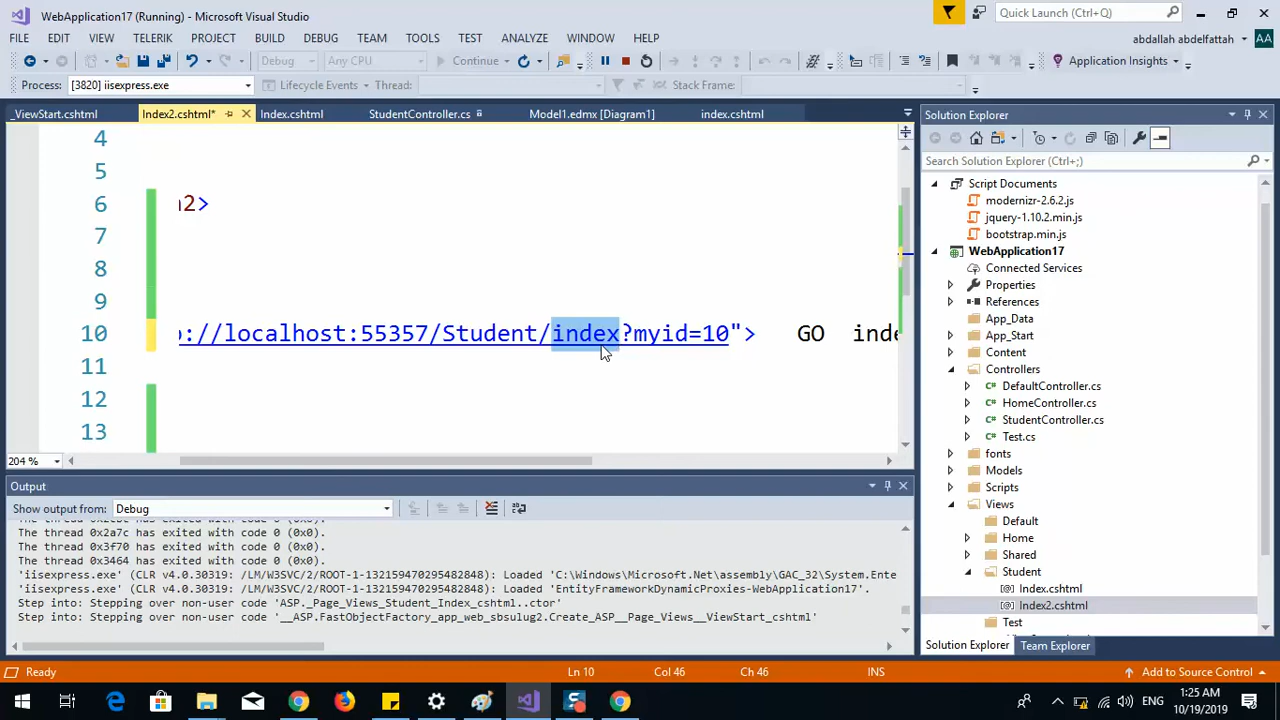 WebApplication17 (Running) - Microsoft Visual Studio
Quick Launch (Ctrl+Q)
FILE EDIT VIEW TELERIK PROJECT BUILD DEBUG TEAM TOOLS TEST ANALYZE WINDOW HELP
abdallah abdelfattah AA
Debug Any CPU Continue Application Insights
Process: [3820] iisexpress.exe Lifecycle Events Thread: Stack Frame:
_ViewStart.cshtml Index2.cshtml* Index.cshtml StudentController.cs Model1.edmx [Diagram1] index.cshtml
4
5
6 2>
7
8
9
10 ://localhost:55357/Student/index?myid=10"> GO inde
11
12
13
204 %
Output
Show output from: Debug
The thread 0x2a7c has exited with code 0 (0x0).
The thread 0x3f70 has exited with code 0 (0x0).
The thread 0x3464 has exited with code 0 (0x0).
'iisexpress.exe' (CLR v4.0.30319: /LM/W3SVC/2/ROOT-1-132159470295482848): Loaded 'C:\Windows\Microsoft.Net\assembly\GAC_32\System.Ente
'iisexpress.exe' (CLR v4.0.30319: /LM/W3SVC/2/ROOT-1-132159470295482848): Loaded 'EntityFrameworkDynamicProxies-WebApplication17'.
Step into: Stepping over non-user code 'ASP._Page_Views_Student_Index_cshtml..ctor'
Step into: Stepping over non-user code '__ASP.FastObjectFactory_app_web_sbsulug2.Create_ASP__Page_Views__ViewStart_cshtml'
Solution Explorer
Search Solution Explorer (Ctrl+;)
Script Documents
modernizr-2.6.2.js
jquery-1.10.2.min.js
bootstrap.min.js
WebApplication17
Connected Services
Properties
References
App_Data
App_Start
Content
Controllers
DefaultController.cs
HomeController.cs
StudentController.cs
Test.cs
fonts
Models
Scripts
Views
Default
Home
Shared
Student
Index.cshtml
Index2.cshtml
Test
Solution Explorer Team Explorer
Ready Ln 10 Col 46 Ch 46 INS Add to Source Control
ENG
1:25 AM
10/19/2019